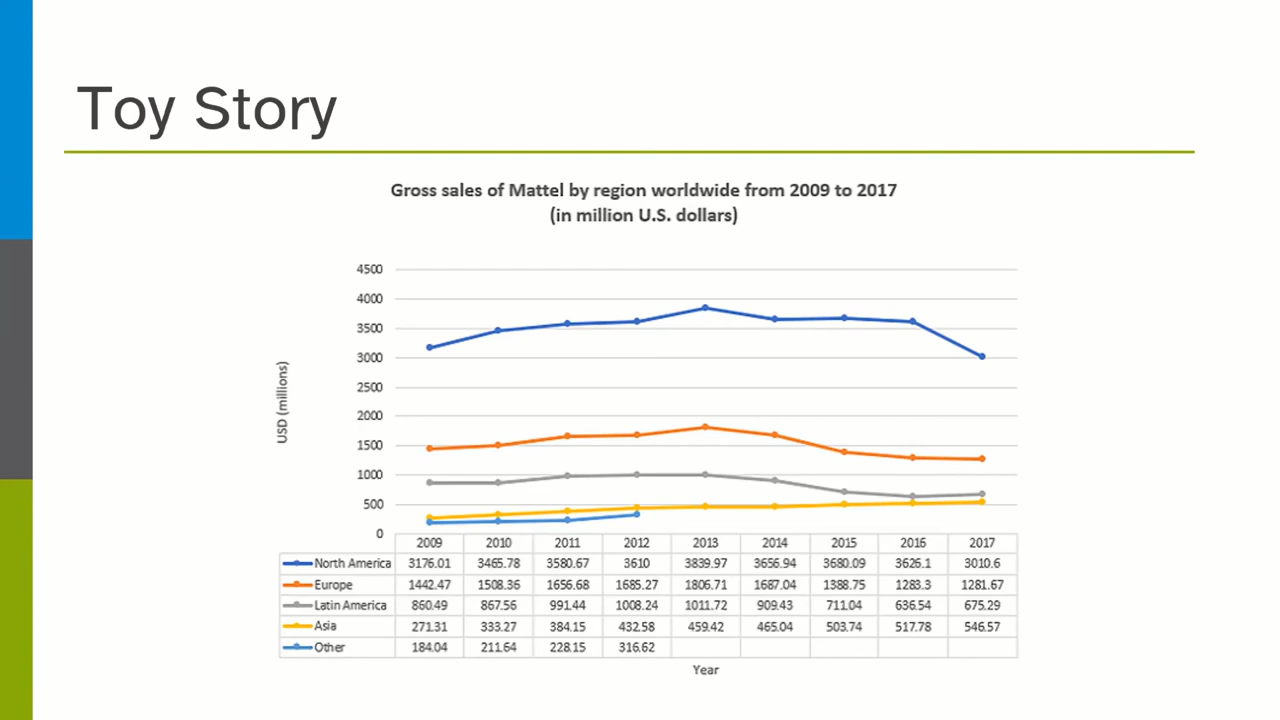 Toy Story
Gross sales of Mattel by region worldwide from 2009 to 2017
(in million U.S. dollars)
4500
4000
3500
3000
2500
2000
1500
1000
500
0
USD (millions)
2009 2010 2011 2012 2013 2014 2015 2016 2017
North America 3176.01 3465.78 3580.67 3610 3839.97 3656.94 3680.09 3626.1 3010.6
Europe 1442.47 1508.36 1656.68 1685.27 1806.71 1687.04 1388.75 1283.3 1281.67
Latin America 860.49 867.56 991.44 1008.24 1011.72 909.43 711.04 636.54 675.29
Asia 271.31 333.27 384.15 432.58 459.42 465.04 503.74 517.78 546.57
Other 184.04 211.64 228.15 316.62
Year